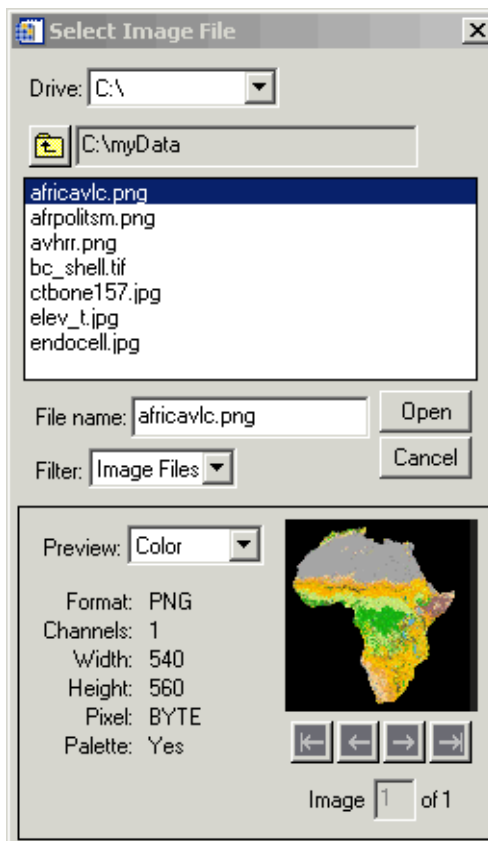 Select Image File
Drive: C:\
C:\myData
africavlc.png
afrpolitsm.png
avhrr.png
bc_shell.tif
ctbone157.jpg
elev_t.jpg
endocell.jpg
File name: africavlc.png Open
Filter: Image Files Cancel
Preview: Color
Format: PNG
Channels: 1
Width: 540
Height: 560
Pixel: BYTE
Palette: Yes
Image 1 of 1